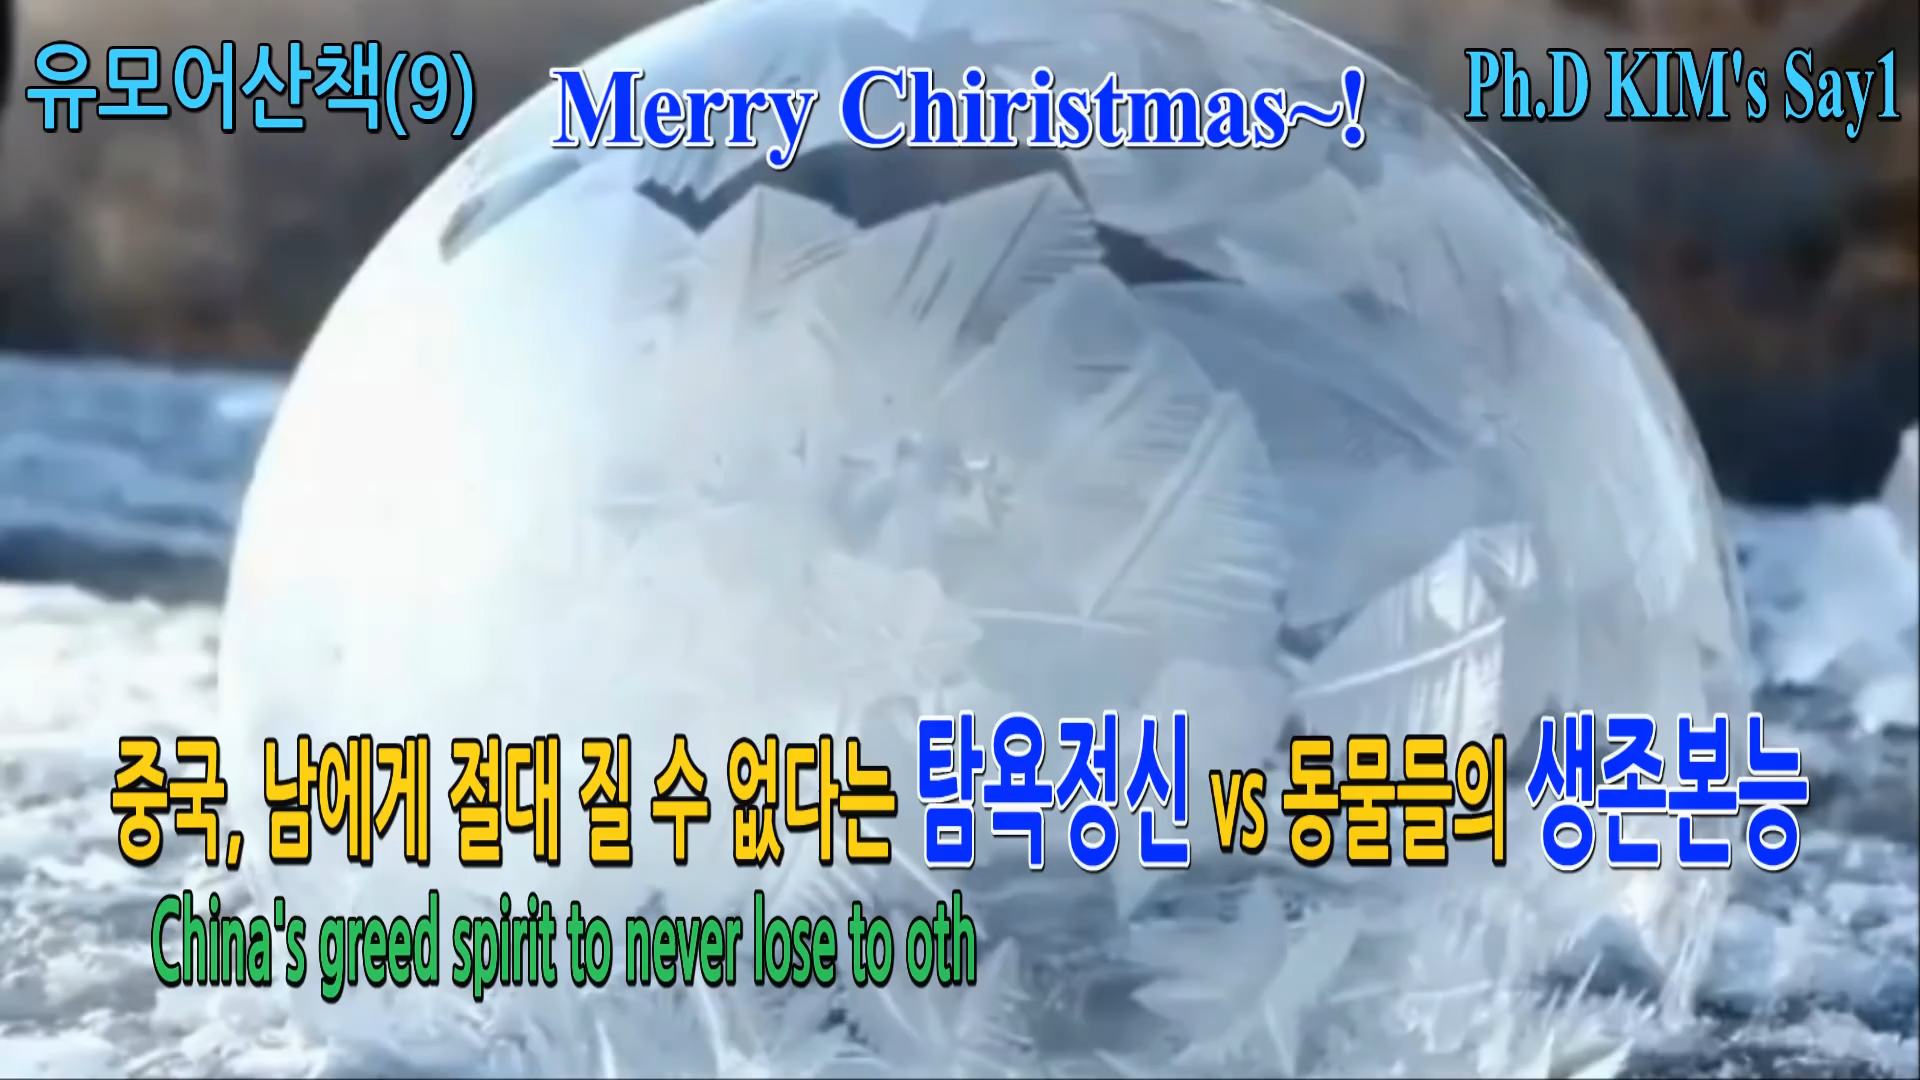 유모어산책(9)
Merry Chiristmas~!
Ph.D KIM's Say1
중국, 남에게 절대 질 수 없다는 탐욕정신 vs 동물들의 생존본능
China's greed spirit to never lose to oth